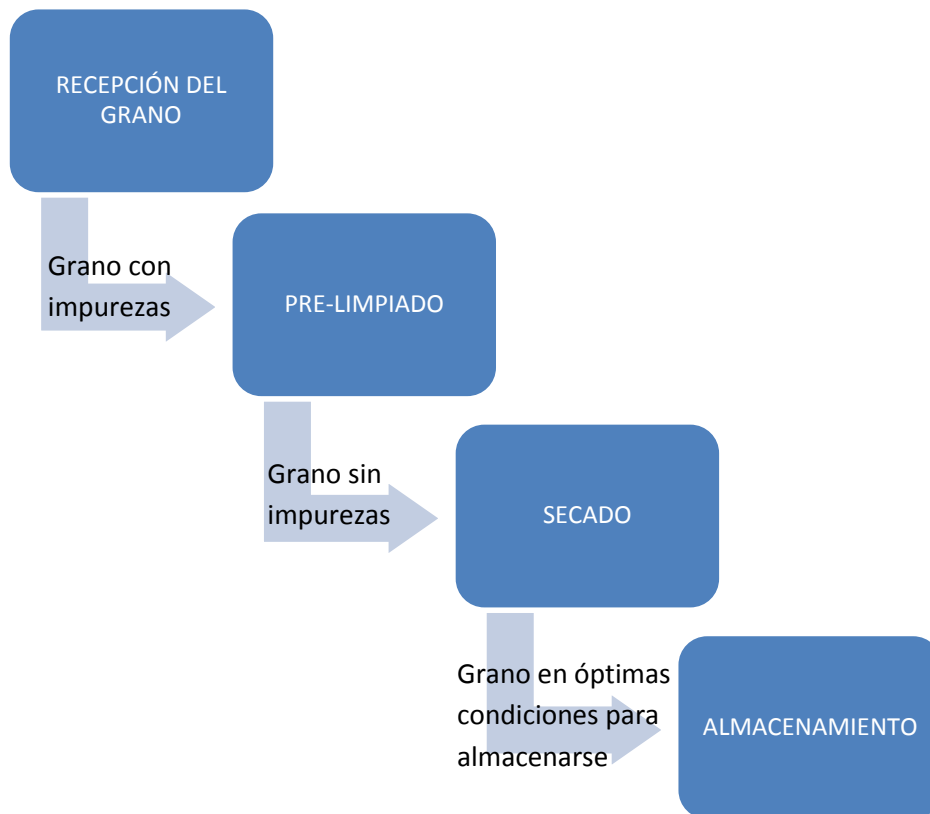 RECEPCIÓN DEL
GRANO
Grano con
impurezas
PRE-LIMPIADO
Grano sin
impurezas
SECADO
Grano en óptimas
condiciones para
almacenarse
ALMACENAMIENTO